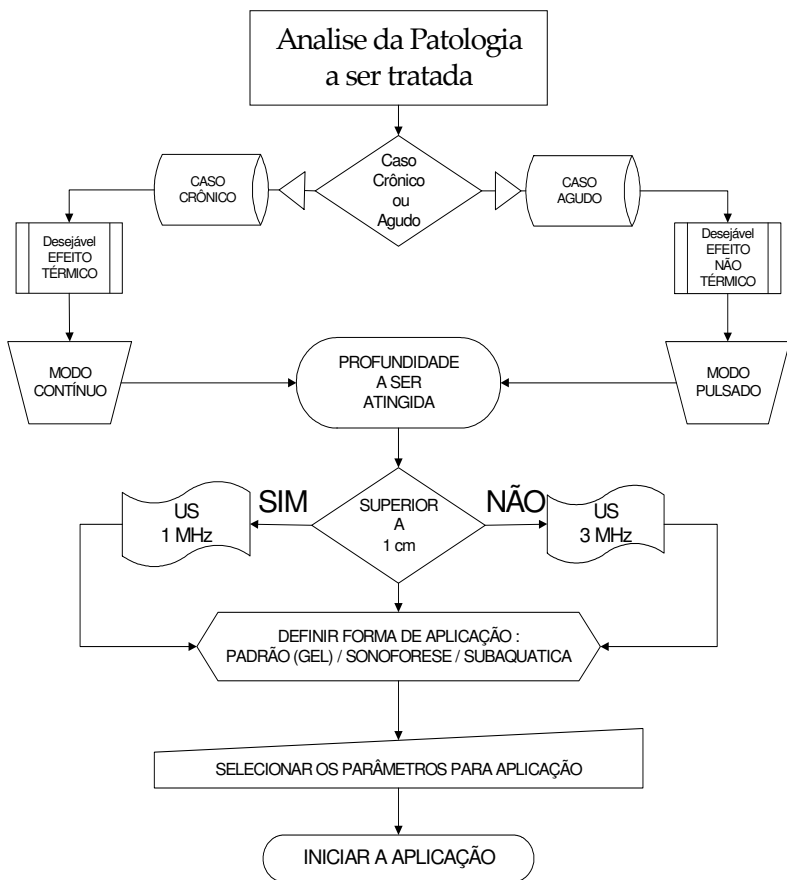 Analise da Patologia
a ser tratada
Caso
Crônico
ou
Agudo
CASO
CRÔNICO
CASO
AGUDO
Desejável
EFEITO
TÉRMICO
Desejável
EFEITO
NÃO
TÉRMICO
MODO
CONTÍNUO
PROFUNDIDADE
A SER
ATINGIDA
MODO
PULSADO
US
1 MHz
SIM
SUPERIOR
A
1 cm
NÃO
US
3 MHz
DEFINIR FORMA DE APLICAÇÃO :
PADRÃO (GEL) / SONOFORESE / SUBAQUATICA
SELECIONAR OS PARÂMETROS PARA APLICAÇÃO
INICIAR A APLICAÇÃO